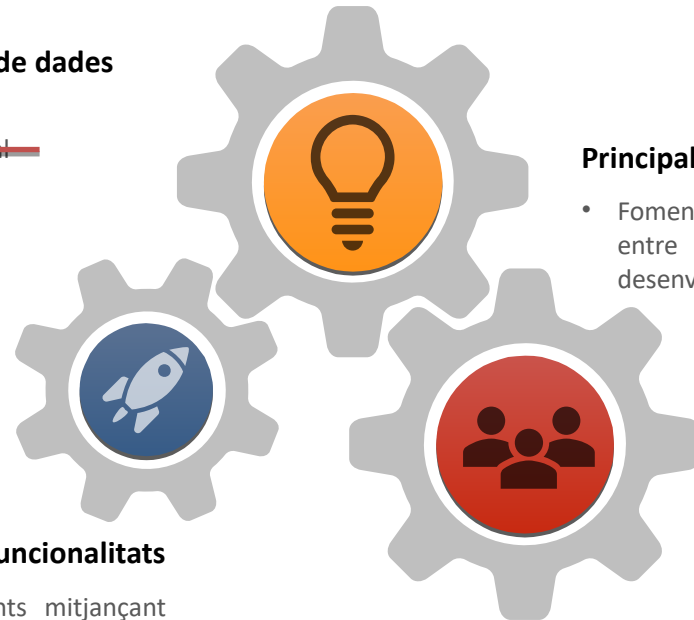 de dades
Principal
Fomen
entre
desenv
uncionalitats
nts mitjançant